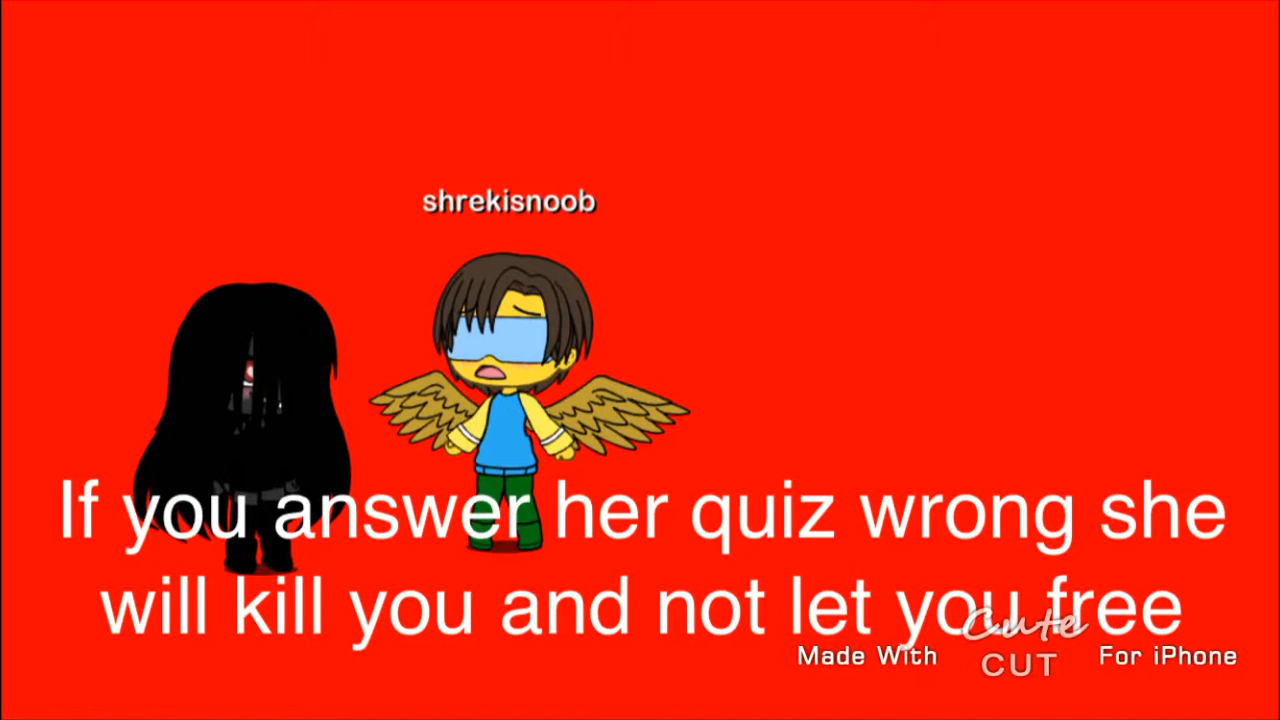 shrekisnoob
If you answer her quiz wrong she
will kill you and not let you free
Made With Cute CUT For iPhone